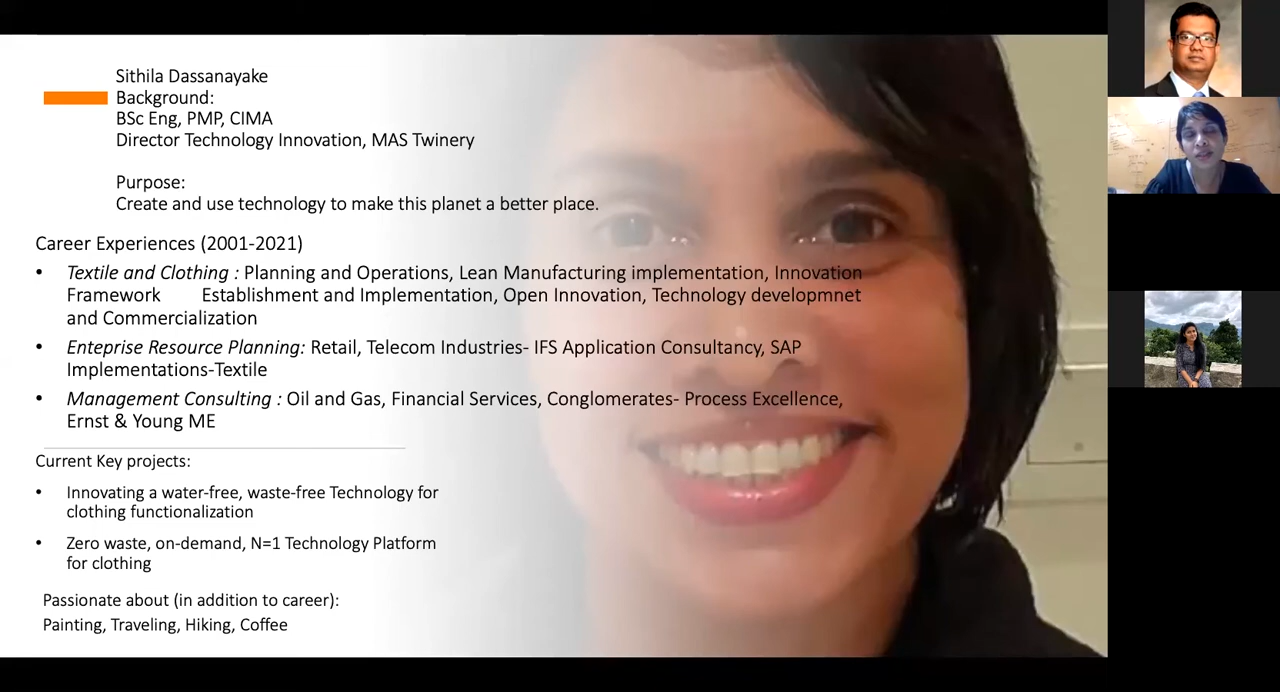 Sithila Dassanayake
Background:
BSc Eng, PMP, CIMA
Director Technology Innovation, MAS Twinery
Purpose:
Create and use technology to make this planet a better place.
Career Experiences (2001-2021)
• Textile and Clothing : Planning and Operations, Lean Manufacturing implementation, Innovation
Framework Establishment and Implementation, Open Innovation, Technology developmnet
and Commercialization
• Enteprise Resource Planning: Retail, Telecom Industries- IFS Application Consultancy, SAP
Implementations-Textile
• Management Consulting : Oil and Gas, Financial Services, Conglomerates- Process Excellence,
Ernst & Young ME
Current Key projects:
• Innovating a water-free, waste-free Technology for
clothing functionalization
• Zero waste, on-demand, N=1 Technology Platform
for clothing
Passionate about (in addition to career):
Painting, Traveling, Hiking, Coffee